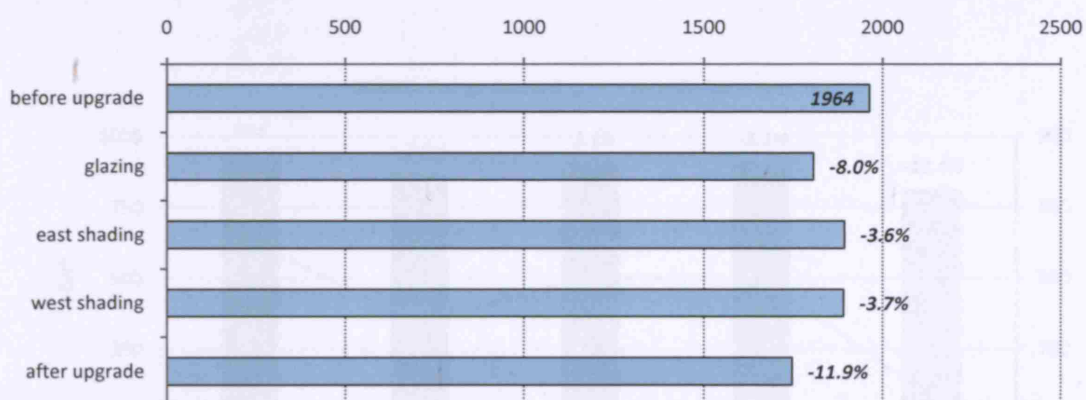 0 500 1000 1500 2000 2500
before upgrade 1964
glazing -8.0%
east shading -3.6%
west shading -3.7%
after upgrade -11.9%